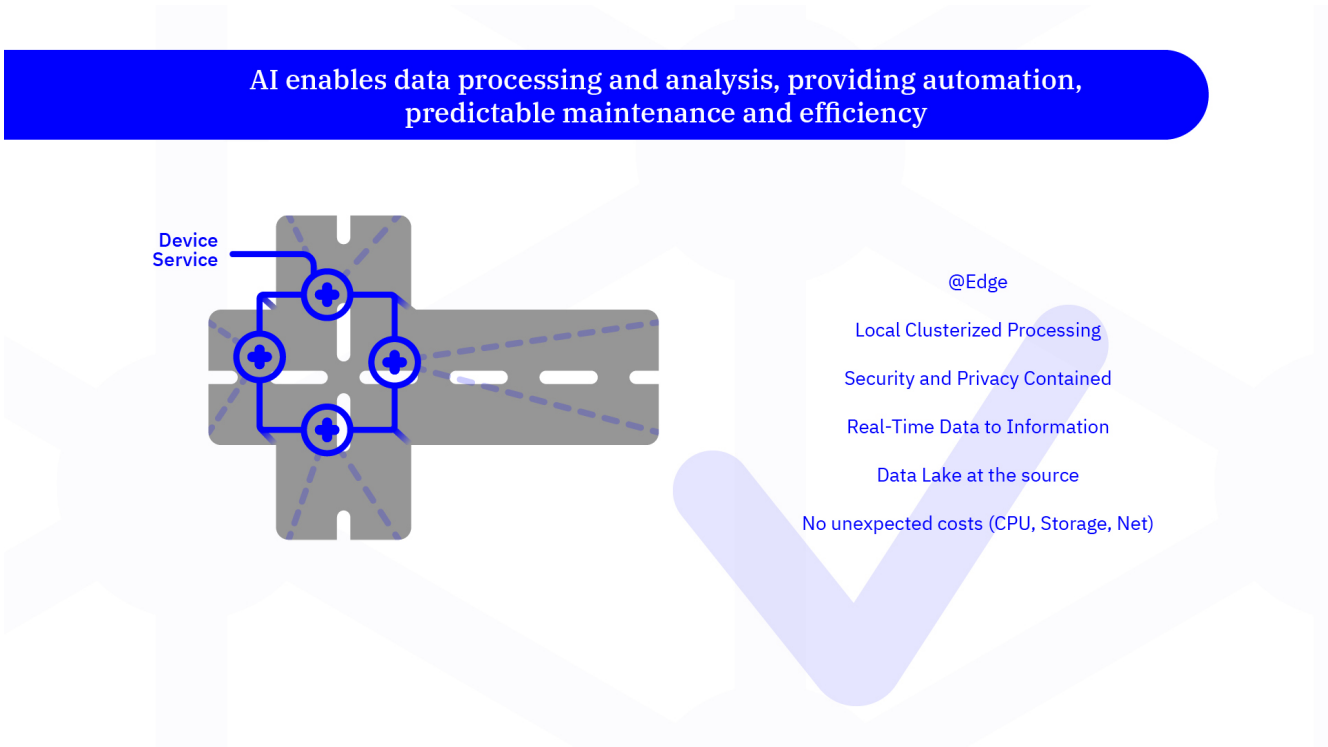 AI enables data processing and analysis, providing automation,
predictable maintenance and efficiency
Device
Service
@Edge
Local Clusterized Processing
Security and Privacy Contained
Real-Time Data to Information
Data Lake at the source
No unexpected costs (CPU, Storage, Net)